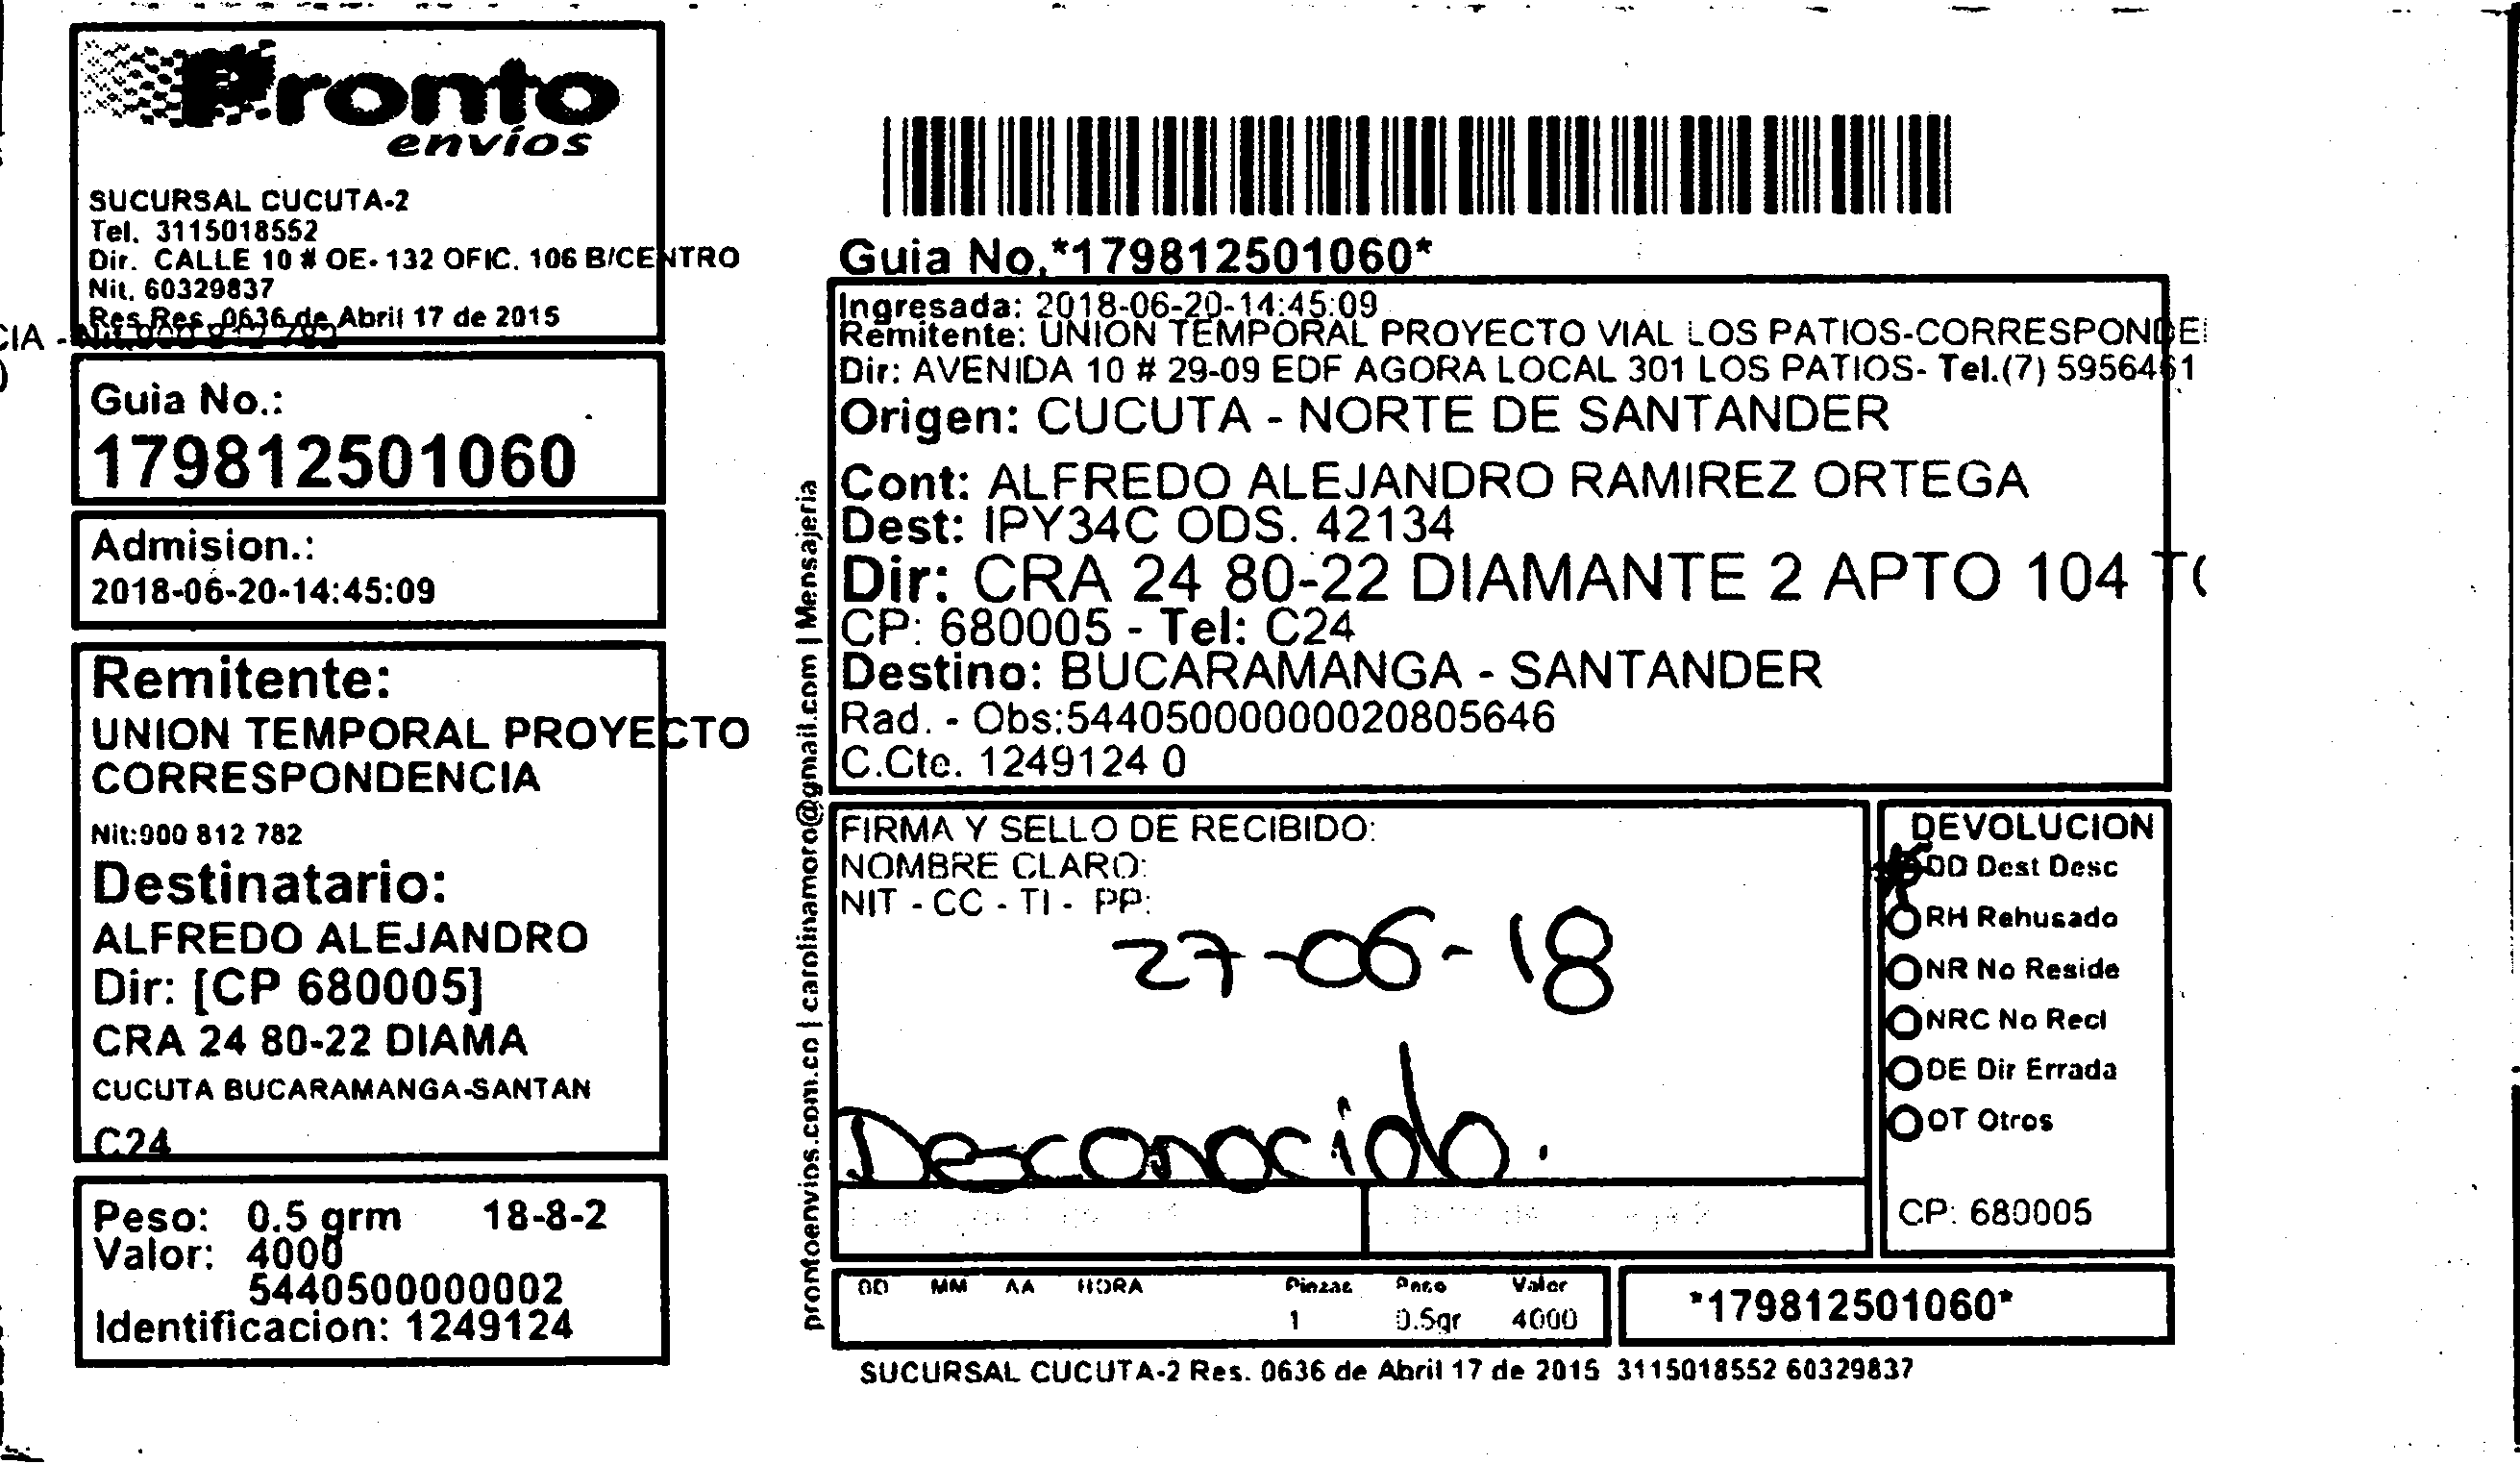 Pronto
envíos
SUCURSAL CUCUTA-2
Tel. 3115018552
Dir. CALLE 10 # OE-132 OFIC. 106 B/CENTRO
Nit. 60329837
Res Res 0636 de Abril 17 de 2015
CIA -
Guia No.:
179812501060
Admision.:
2018-06-20-14:45:09
Remitente:
UNION TEMPORAL PROYECTO
CORRESPONDENCIA
Nit:900 812 782
Destinatario:
ALFREDO ALEJANDRO
Dir: [CP 680005]
CRA 24 80-22 DIAMA
CUCUTA BUCARAMANGA-SANTAN
C24
Peso: 0.5 grm 18-8-2
Valor: 4000
5440500000002
Identificacion: 1249124
prontoenvios.com.co | carolinamoro@gmail.com | Mensajeria
Guia No.*179812501060*
Ingresada: 2018-06-20-14:45:09
Remitente: UNION TEMPORAL PROYECTO VIAL LOS PATIOS-CORRESPONDE
Dir: AVENIDA 10 # 29-09 EDF AGORA LOCAL 301 LOS PATIOS- Tel.(7) 5956461
Origen: CUCUTA - NORTE DE SANTANDER
Cont: ALFREDO ALEJANDRO RAMIREZ ORTEGA
Dest: IPY34C ODS. 42134
Dir: CRA 24 80-22 DIAMANTE 2 APTO 104 TO
CP: 680005 - Tel: C24
Destino: BUCARAMANGA - SANTANDER
Rad. - Obs:544050000000020805646
C.Cte. 1249124 0
FIRMA Y SELLO DE RECIBIDO:
NOMBRE CLARO:
NIT - CC - TI - PP:
27-06-18
Desconocido.
DEVOLUCION
DD Dest Desc
RH Rehusado
NR No Reside
NRC No Recl
DE Dir Errada
OT Otros
CP: 680005
DD MM AA HORA Piezas Peso Valor
1 0.5gr 4000
*179812501060*
SUCURSAL CUCUTA-2 Res. 0636 de Abril 17 de 2015 3115018552 60329837